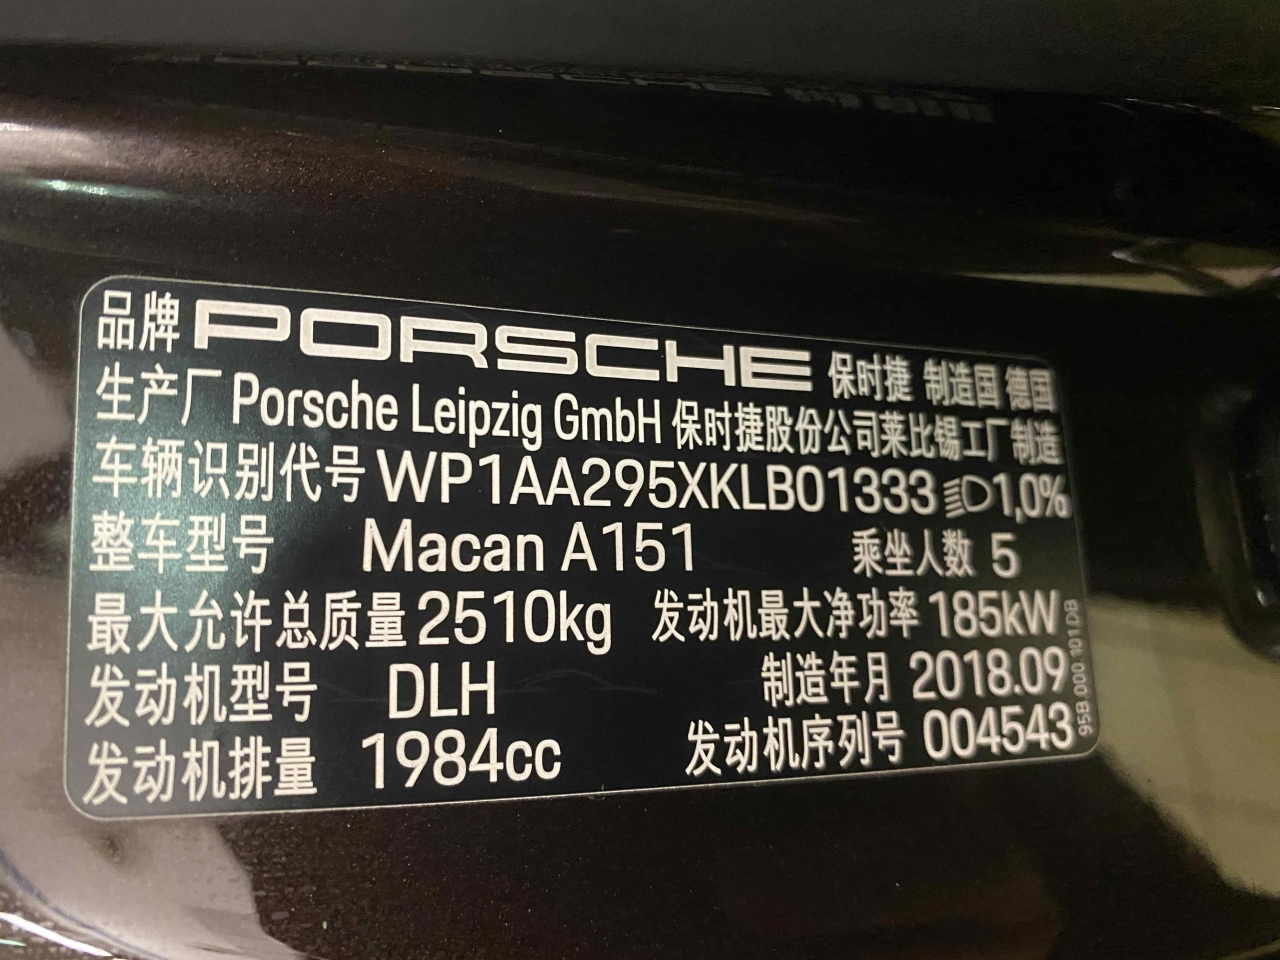 品牌 PORSCHE 保时捷 制造国 德国
生产厂 Porsche Leipzig GmbH 保时捷股份公司莱比锡工厂制造
车辆识别代号 WP1AA295XKLB01333 1,0%
整车型号 Macan A151 乘坐人数 5
最大允许总质量 2510kg 发动机最大净功率 185kW
发动机型号 DLH 制造年月 2018.09
发动机排量 1984cc 发动机序列号 004543
95B.000.101.DB